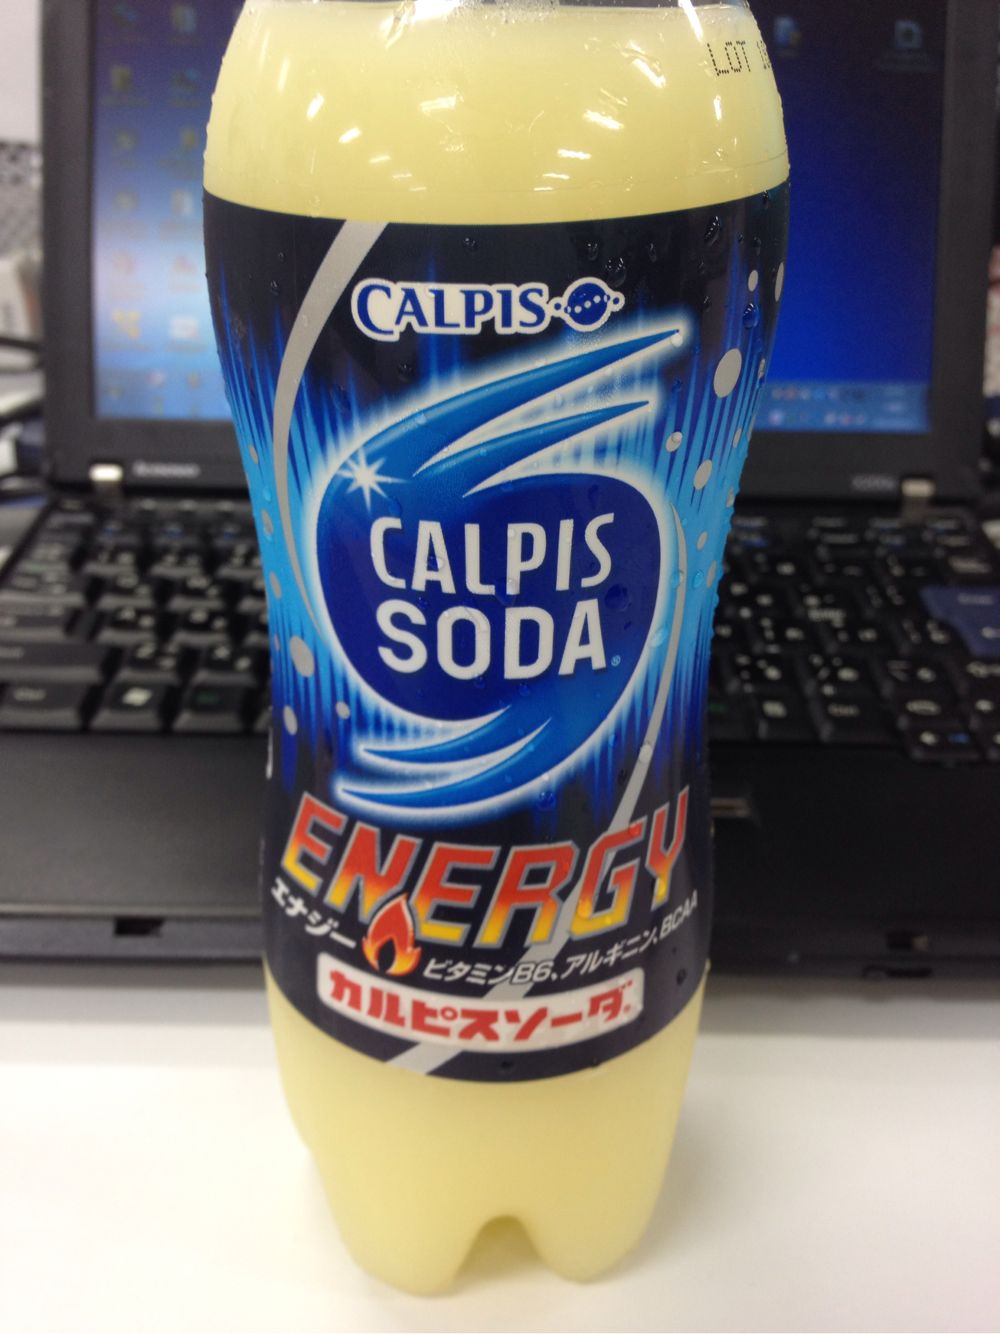 LOT
CALPIS
CALPIS
SODA
ENERGY
エナジー
ビタミンB6、アルギニン、BCAA
カルピスソーダ
lenovo